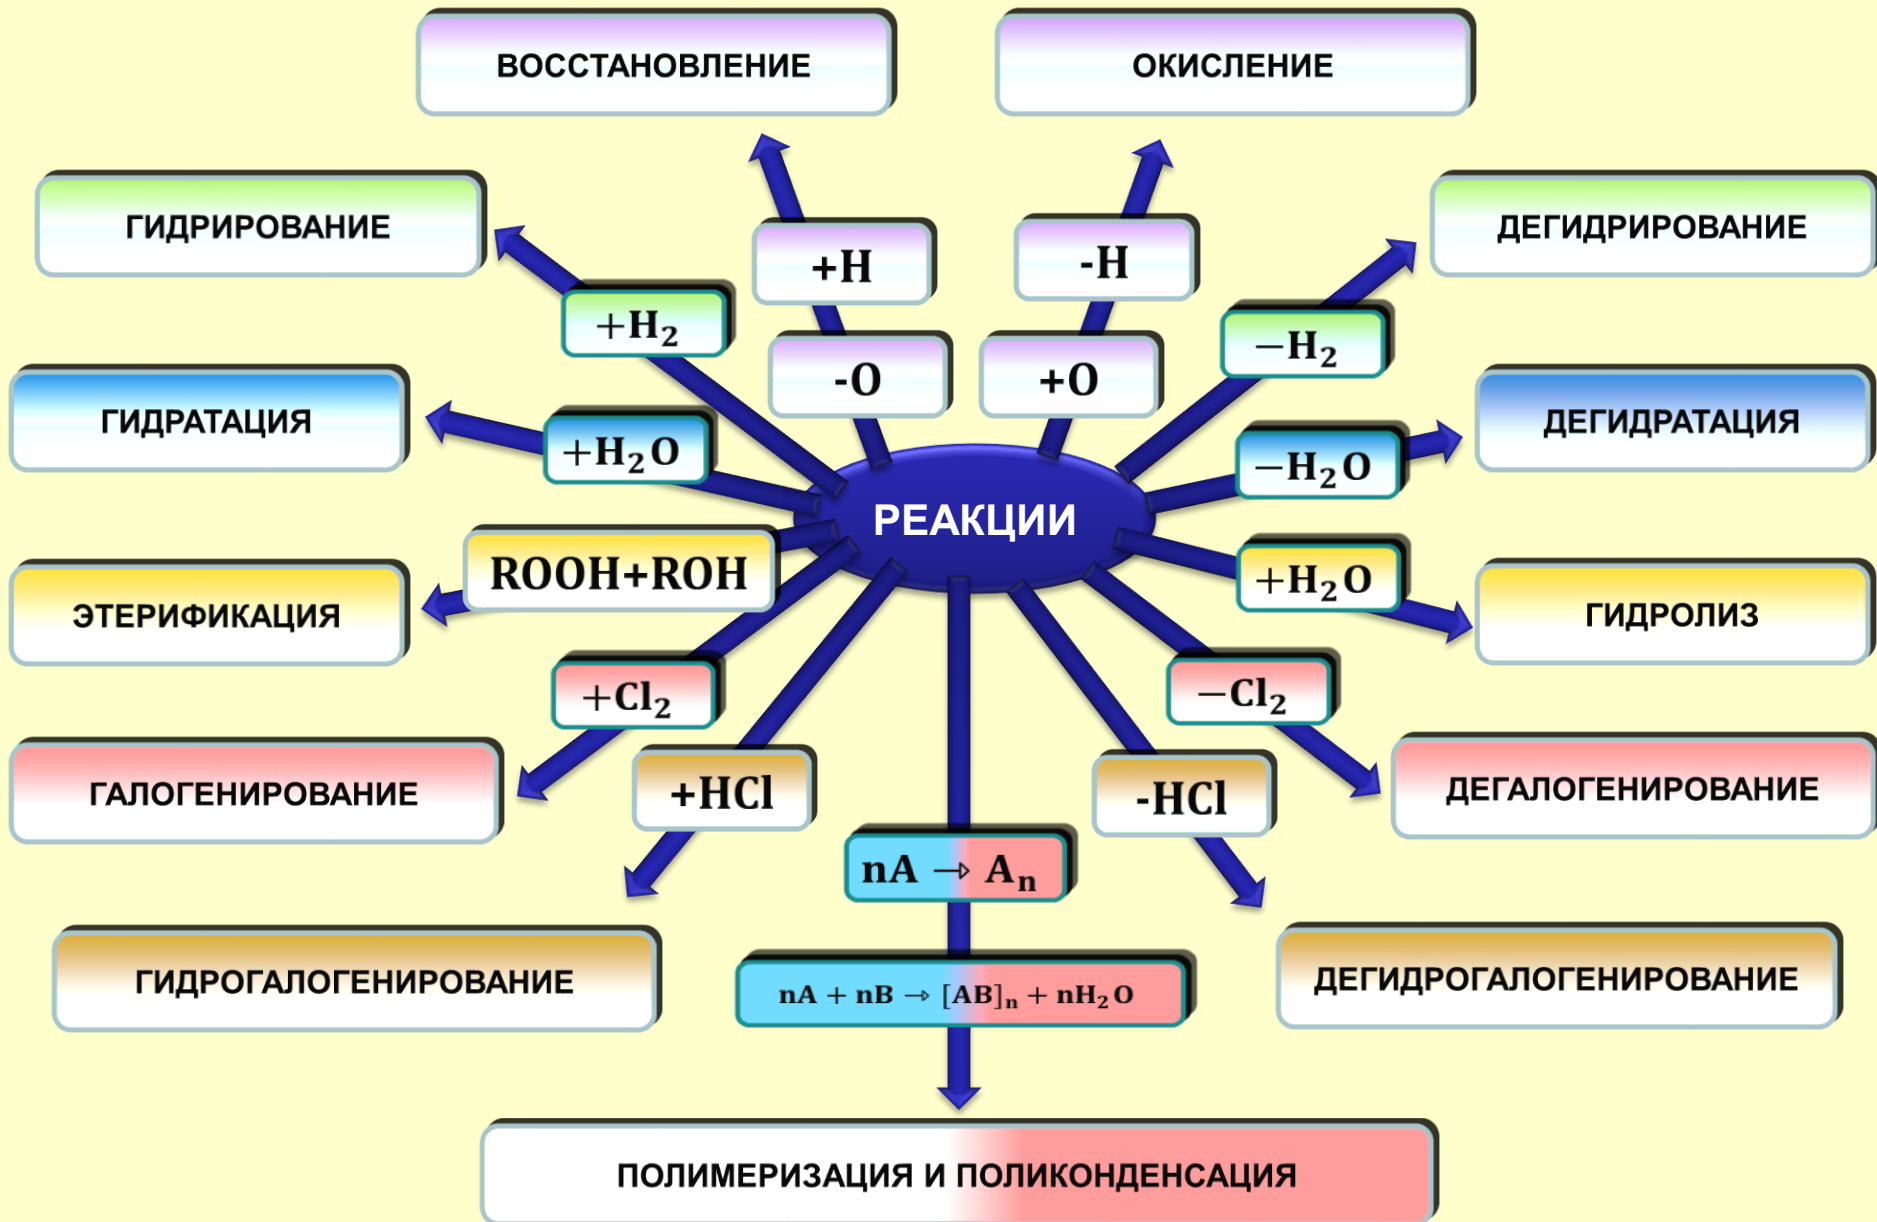 ВОССТАНОВЛЕНИЕ
ОКИСЛЕНИЕ
ГИДРИРОВАНИЕ
ДЕГИДРИРОВАНИЕ
+H
-H
+H₂
−H₂
-O
+O
ГИДРАТАЦИЯ
ДЕГИДРАТАЦИЯ
+H₂O
−H₂O
РЕАКЦИИ
ROOH+ROH
+H₂O
ЭТЕРИФИКАЦИЯ
ГИДРОЛИЗ
+Cl₂
−Cl₂
ГАЛОГЕНИРОВАНИЕ
ДЕГАЛОГЕНИРОВАНИЕ
+HCl
-HCl
nA → Aₙ
ГИДРОГАЛОГЕНИРОВАНИЕ
ДЕГИДРОГАЛОГЕНИРОВАНИЕ
nA + nB → [AB]ₙ + nH₂O
ПОЛИМЕРИЗАЦИЯ И ПОЛИКОНДЕНСАЦИЯ